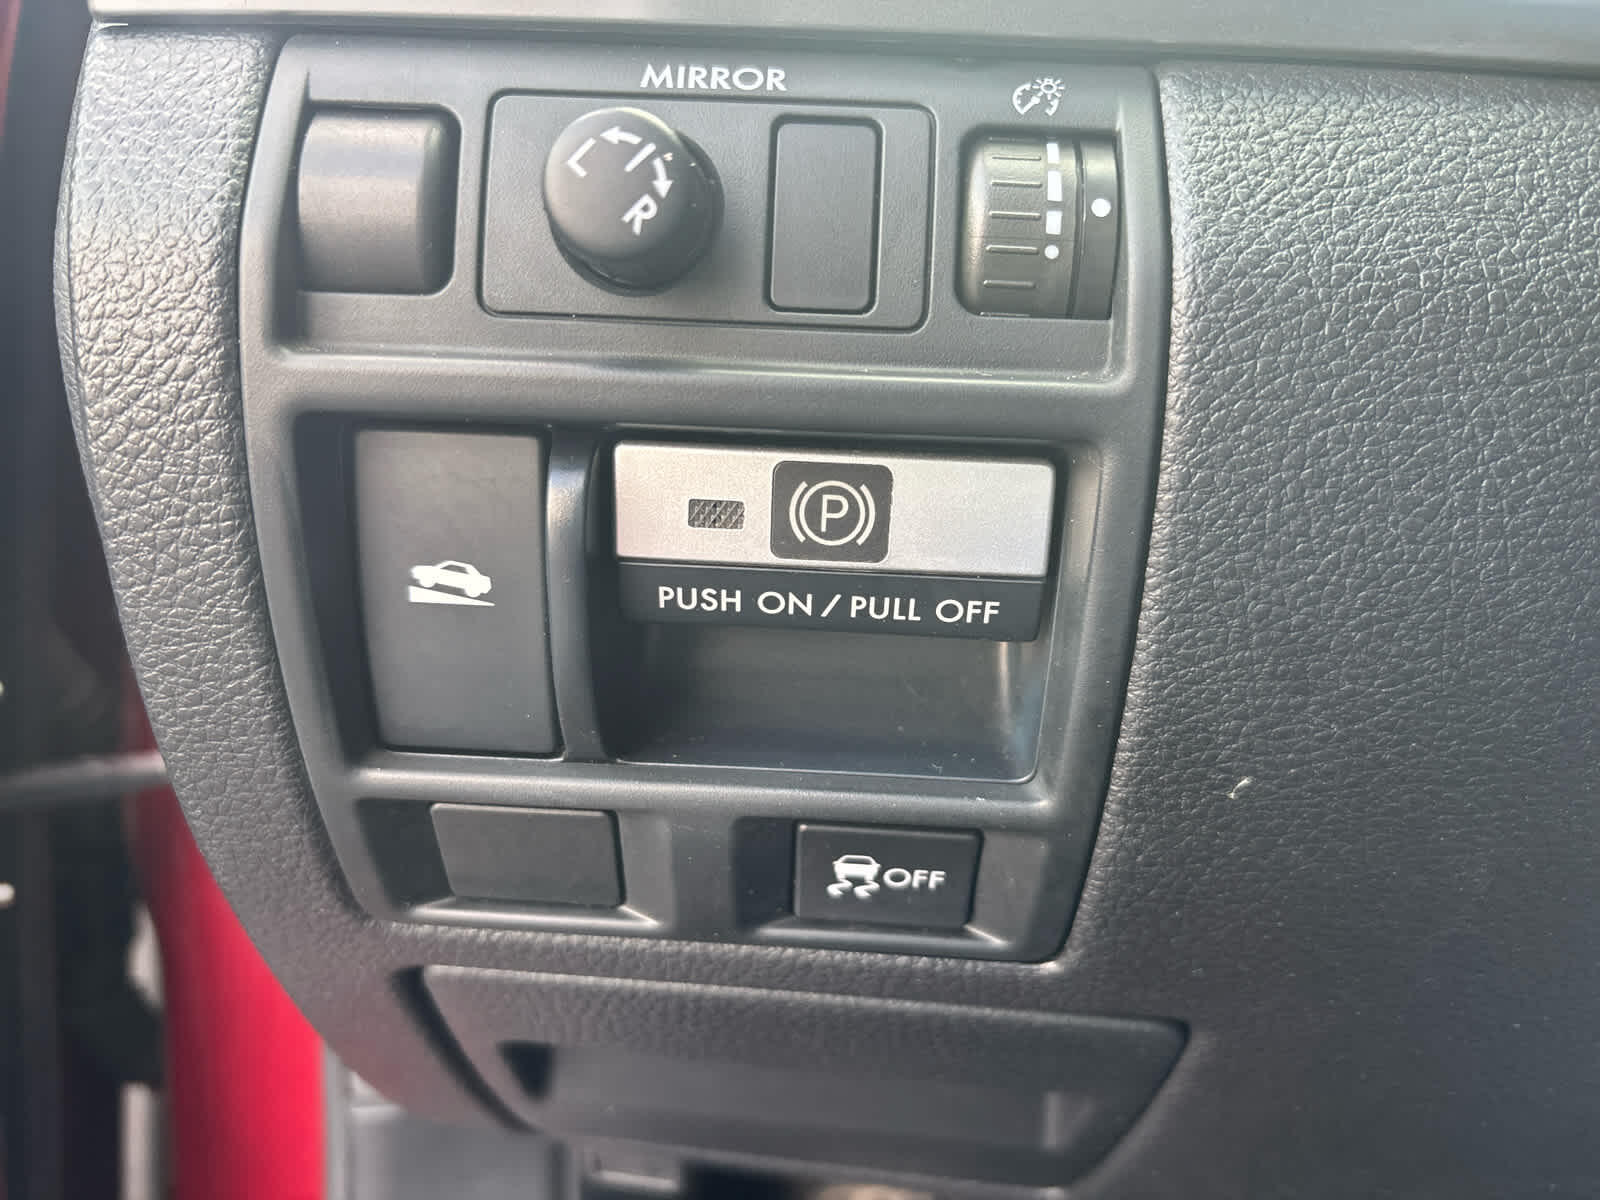 MIRROR
L
R
P
PUSH ON / PULL OFF
OFF